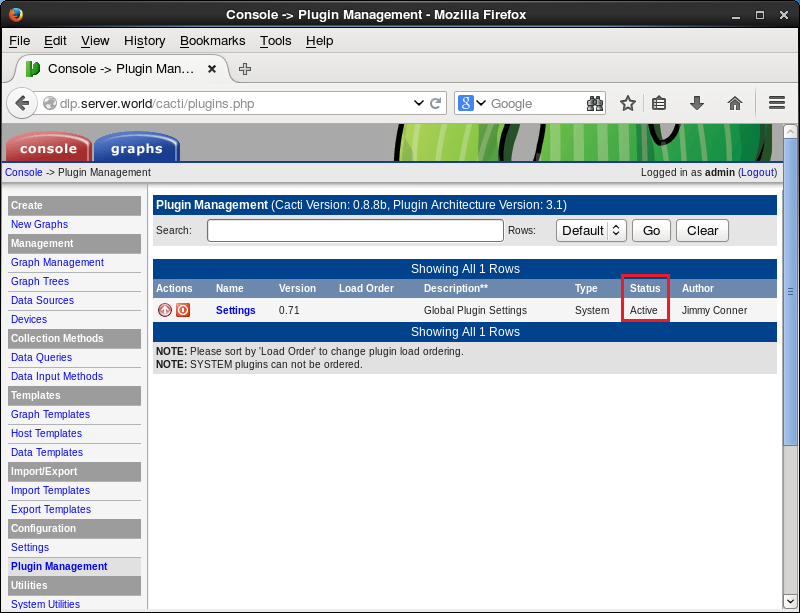 Console -> Plugin Management - Mozilla Firefox
File Edit View History Bookmarks Tools Help
Console -> Plugin Man...
dlp.server.world/cacti/plugins.php
8 Google
console graphs
Console -> Plugin Management Logged in as admin (Logout)
Create
New Graphs
Management
Graph Management
Graph Trees
Data Sources
Devices
Collection Methods
Data Queries
Data Input Methods
Templates
Graph Templates
Host Templates
Data Templates
Import/Export
Import Templates
Export Templates
Configuration
Settings
Plugin Management
Utilities
System Utilities
Plugin Management (Cacti Version: 0.8.8b, Plugin Architecture Version: 3.1)
Search: Rows: Default Go Clear
Showing All 1 Rows
Actions Name Version Load Order Description** Type Status Author
Settings 0.71 Global Plugin Settings System Active Jimmy Conner
Showing All 1 Rows
NOTE: Please sort by 'Load Order' to change plugin load ordering.
NOTE: SYSTEM plugins can not be ordered.